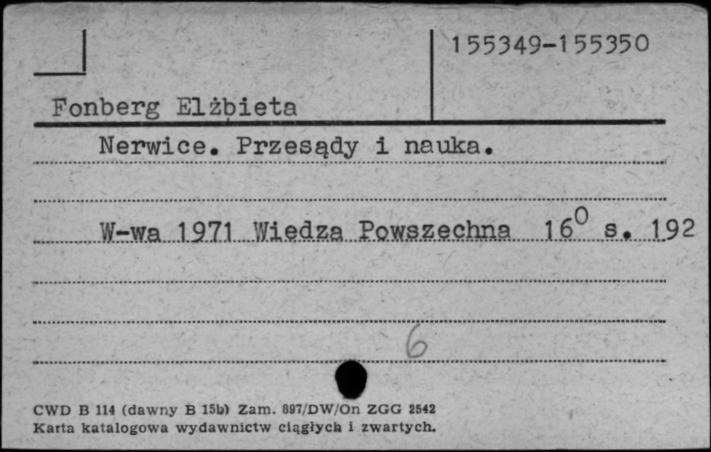 155349-155350
Fonberg Elżbieta
Nerwice. Przesądy i nauka.
W-wa 1971 Wiedza Powszechna 16⁰ s. 192
6
CWD B 114 (dawny B 15b) Zam. 897/DW/On ZGG 2542
Karta katalogowa wydawnictw ciągłych i zwartych.